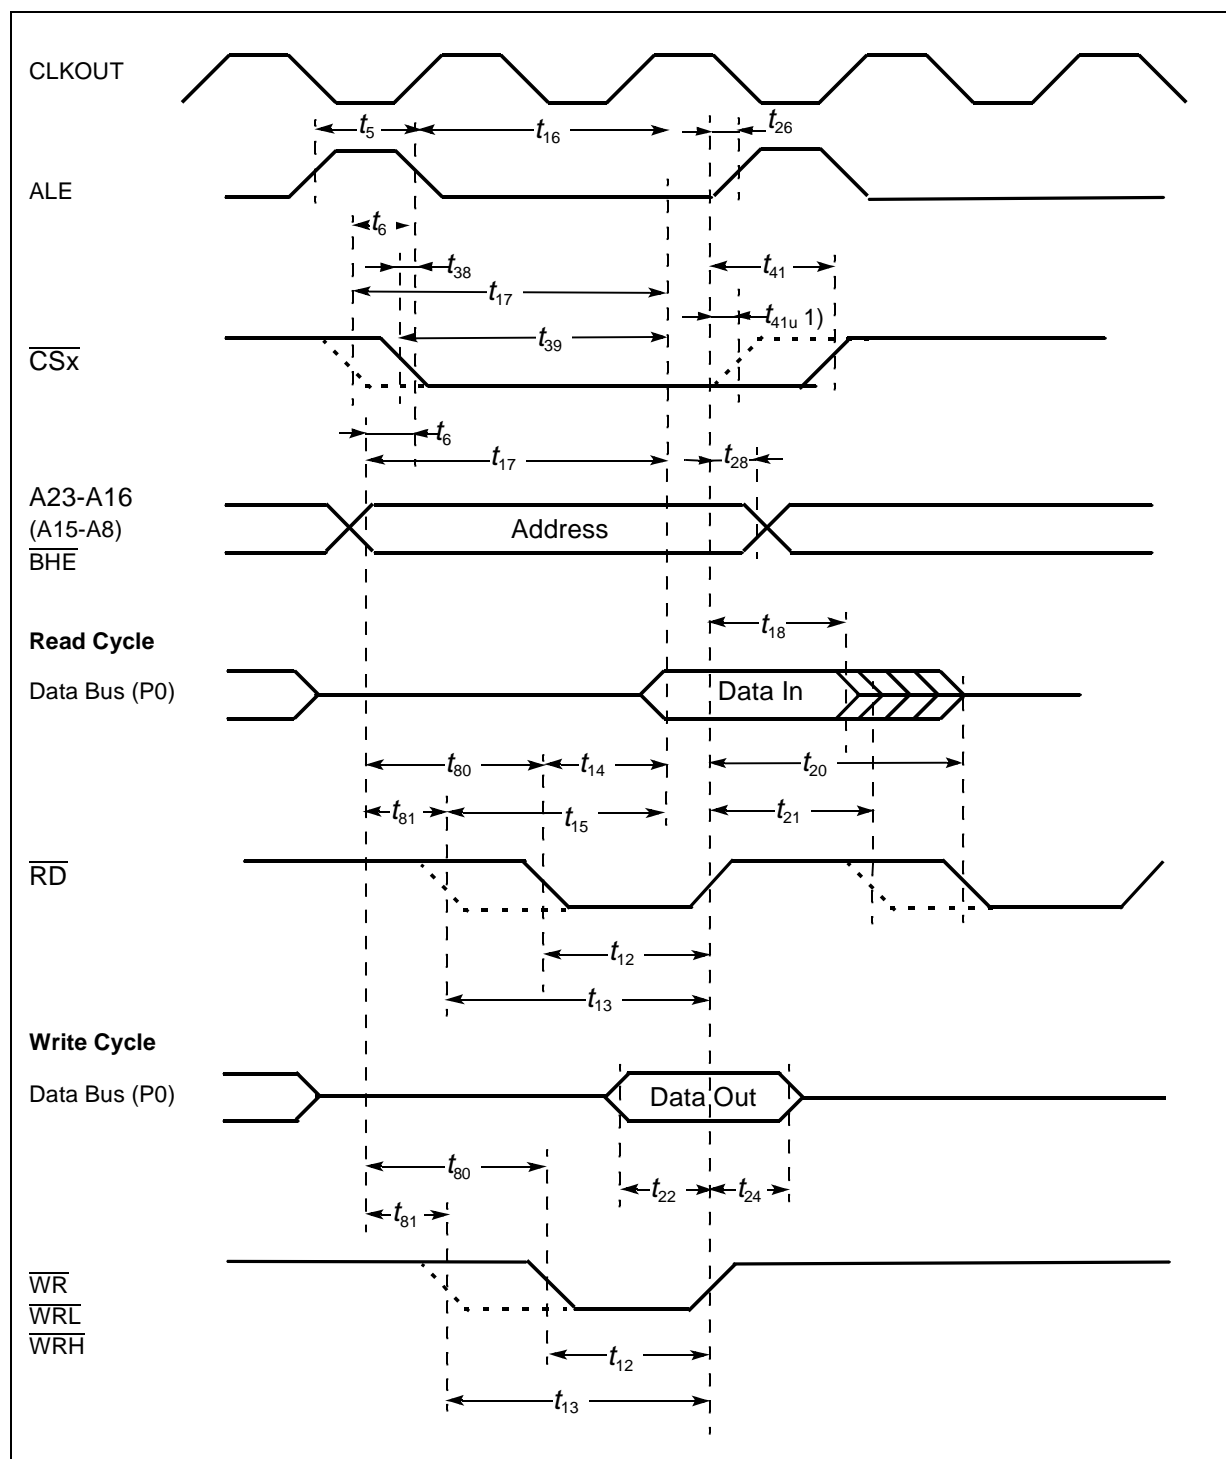 CLKOUT
t5
t16
t26
ALE
t6
t38
t41
t17
t41u 1)
t39
CSx
t6
t17
t28
A23-A16
(A15-A8)
BHE
Address
t18
Read Cycle
Data Bus (P0)
Data In
t80
t14
t20
t81
t15
t21
RD
t12
t13
Write Cycle
Data Bus (P0)
Data Out
t80
t22
t24
t81
WR
WRL
WRH
t12
t13